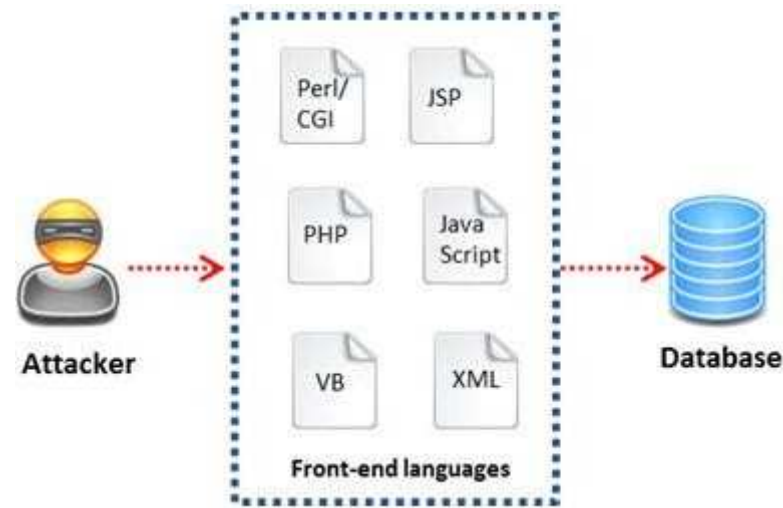 Perl/
CGI
JSP
PHP
Java
Script
Attacker
Database
VB
XML
Front-end languages